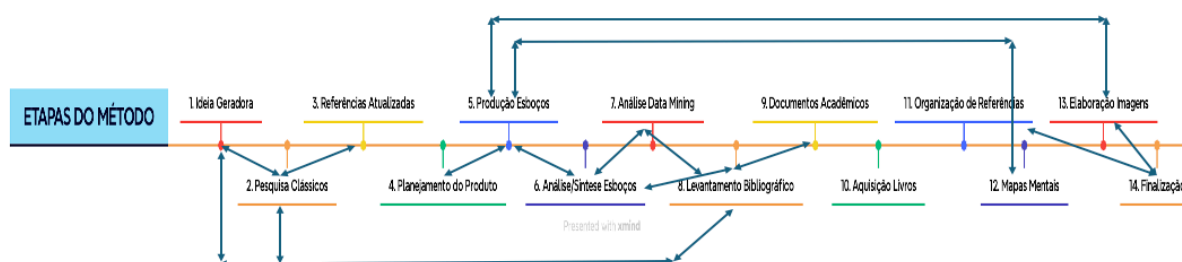 ETAPAS DO MÉTODO
1. Ideia Geradora
2. Pesquisa Clássicos
3. Referências Atualizadas
4. Planejamento do Produto
5. Produção Esboços
6. Análise/Síntese Esboços
7. Análise Data Mining
8. Levantamento Bibliográfico
9. Documentos Acadêmicos
10. Aquisição Livros
11. Organização de Referências
12. Mapas Mentais
13. Elaboração Imagens
14. Finalização
Presented with xmind